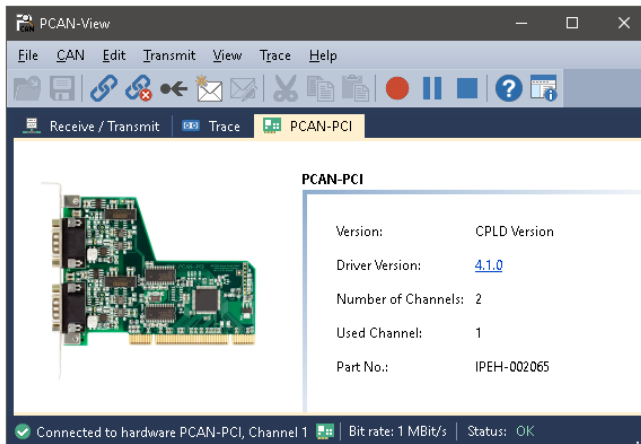 PCAN-View
File CAN Edit Transmit View Trace Help
Receive / Transmit Trace PCAN-PCI
PCAN-PCI
Version: CPLD Version
Driver Version: 4.1.0
Number of Channels: 2
Used Channel: 1
Part No.: IPEH-002065
Connected to hardware PCAN-PCI, Channel 1 Bit rate: 1 MBit/s Status: OK